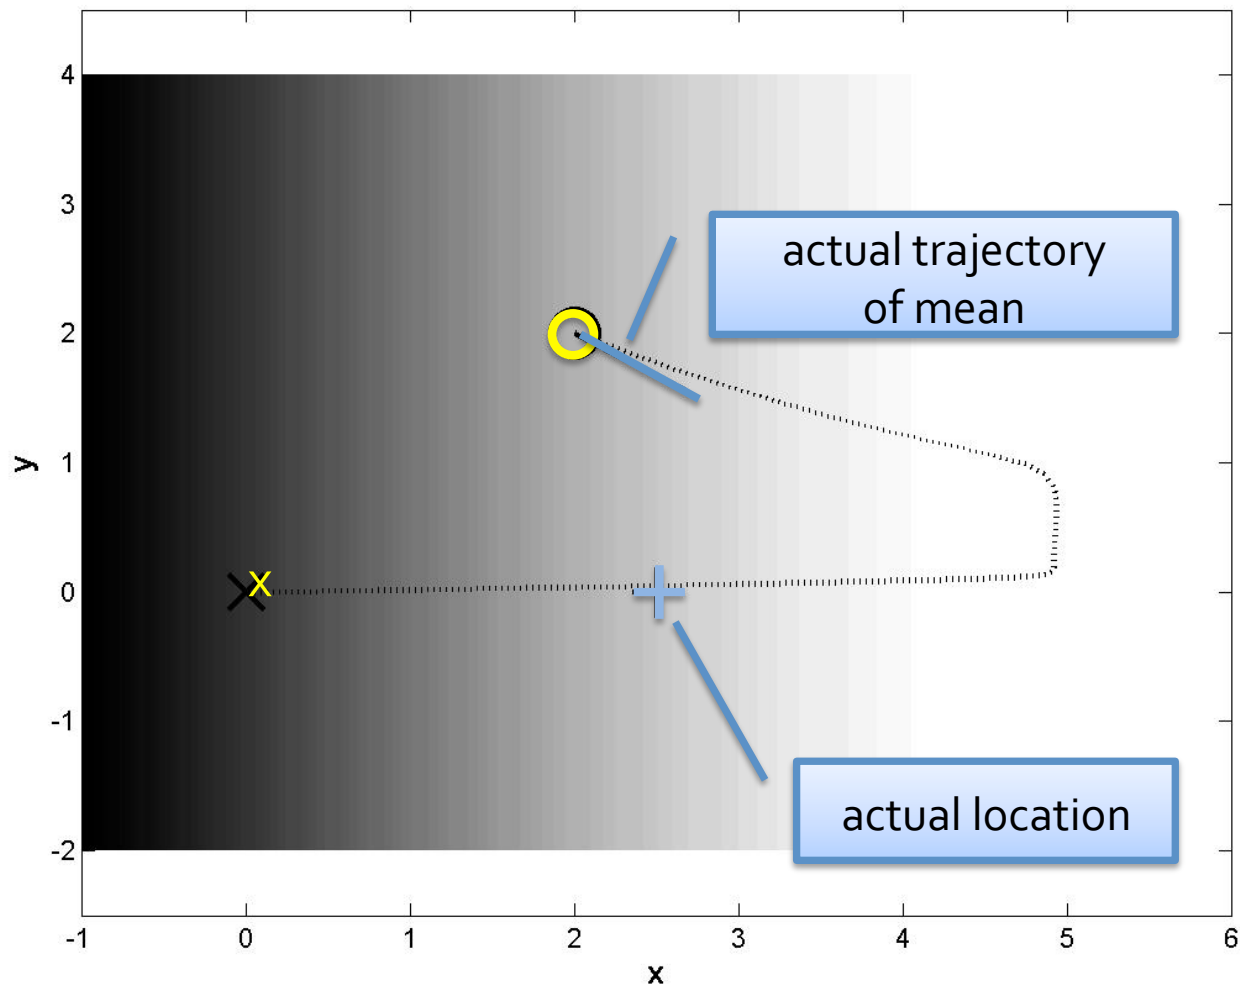 4
3
2
1
0
-1
-2
y
actual trajectory
of mean
x
actual location
-1 0 1 2 3 4 5 6
x